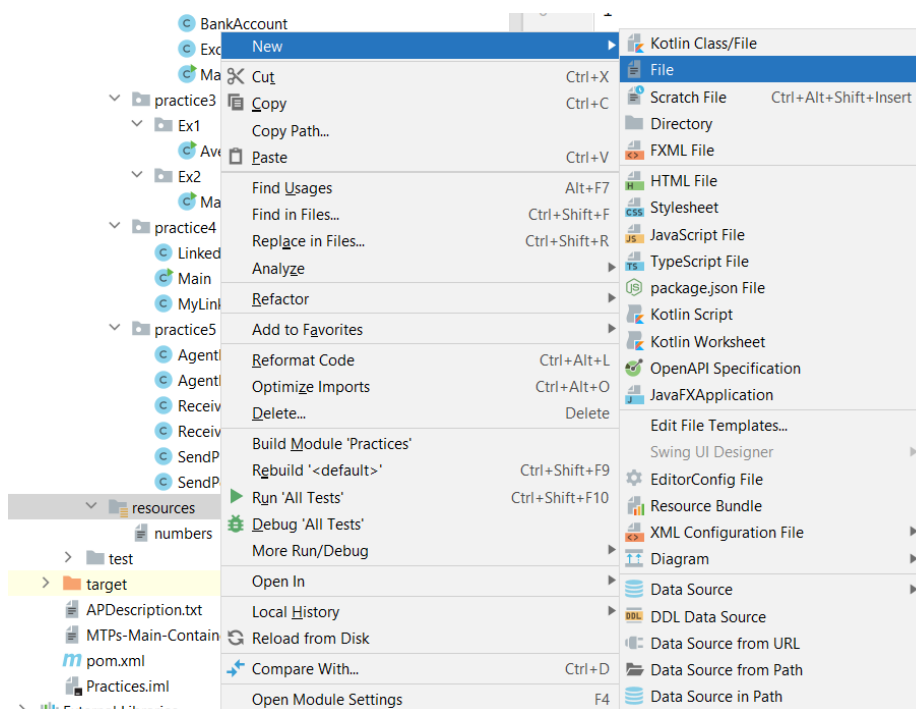 BankAccount
Exc
Ma
practice3
Ex1
Ave
Ex2
Ma
practice4
Linked
Main
MyLink
practice5
AgentI
AgentI
Receiv
Receiv
SendP
SendP
resources
numbers
test
target
APDescription.txt
MTPs-Main-Contain
pom.xml
Practices.iml
New
Cut Ctrl+X
Copy Ctrl+C
Copy Path...
Paste Ctrl+V
Find Usages Alt+F7
Find in Files... Ctrl+Shift+F
Replace in Files... Ctrl+Shift+R
Analyze
Refactor
Add to Favorites
Reformat Code Ctrl+Alt+L
Optimize Imports Ctrl+Alt+O
Delete... Delete
Build Module 'Practices'
Rebuild '<default>' Ctrl+Shift+F9
Run 'All Tests' Ctrl+Shift+F10
Debug 'All Tests'
More Run/Debug
Open In
Local History
Reload from Disk
Compare With... Ctrl+D
Open Module Settings F4
Kotlin Class/File
File
Scratch File Ctrl+Alt+Shift+Insert
Directory
FXML File
HTML File
Stylesheet
JavaScript File
TypeScript File
package.json File
Kotlin Script
Kotlin Worksheet
OpenAPI Specification
JavaFXApplication
Edit File Templates...
Swing UI Designer
EditorConfig File
Resource Bundle
XML Configuration File
Diagram
Data Source
DDL Data Source
Data Source from URL
Data Source from Path
Data Source in Path